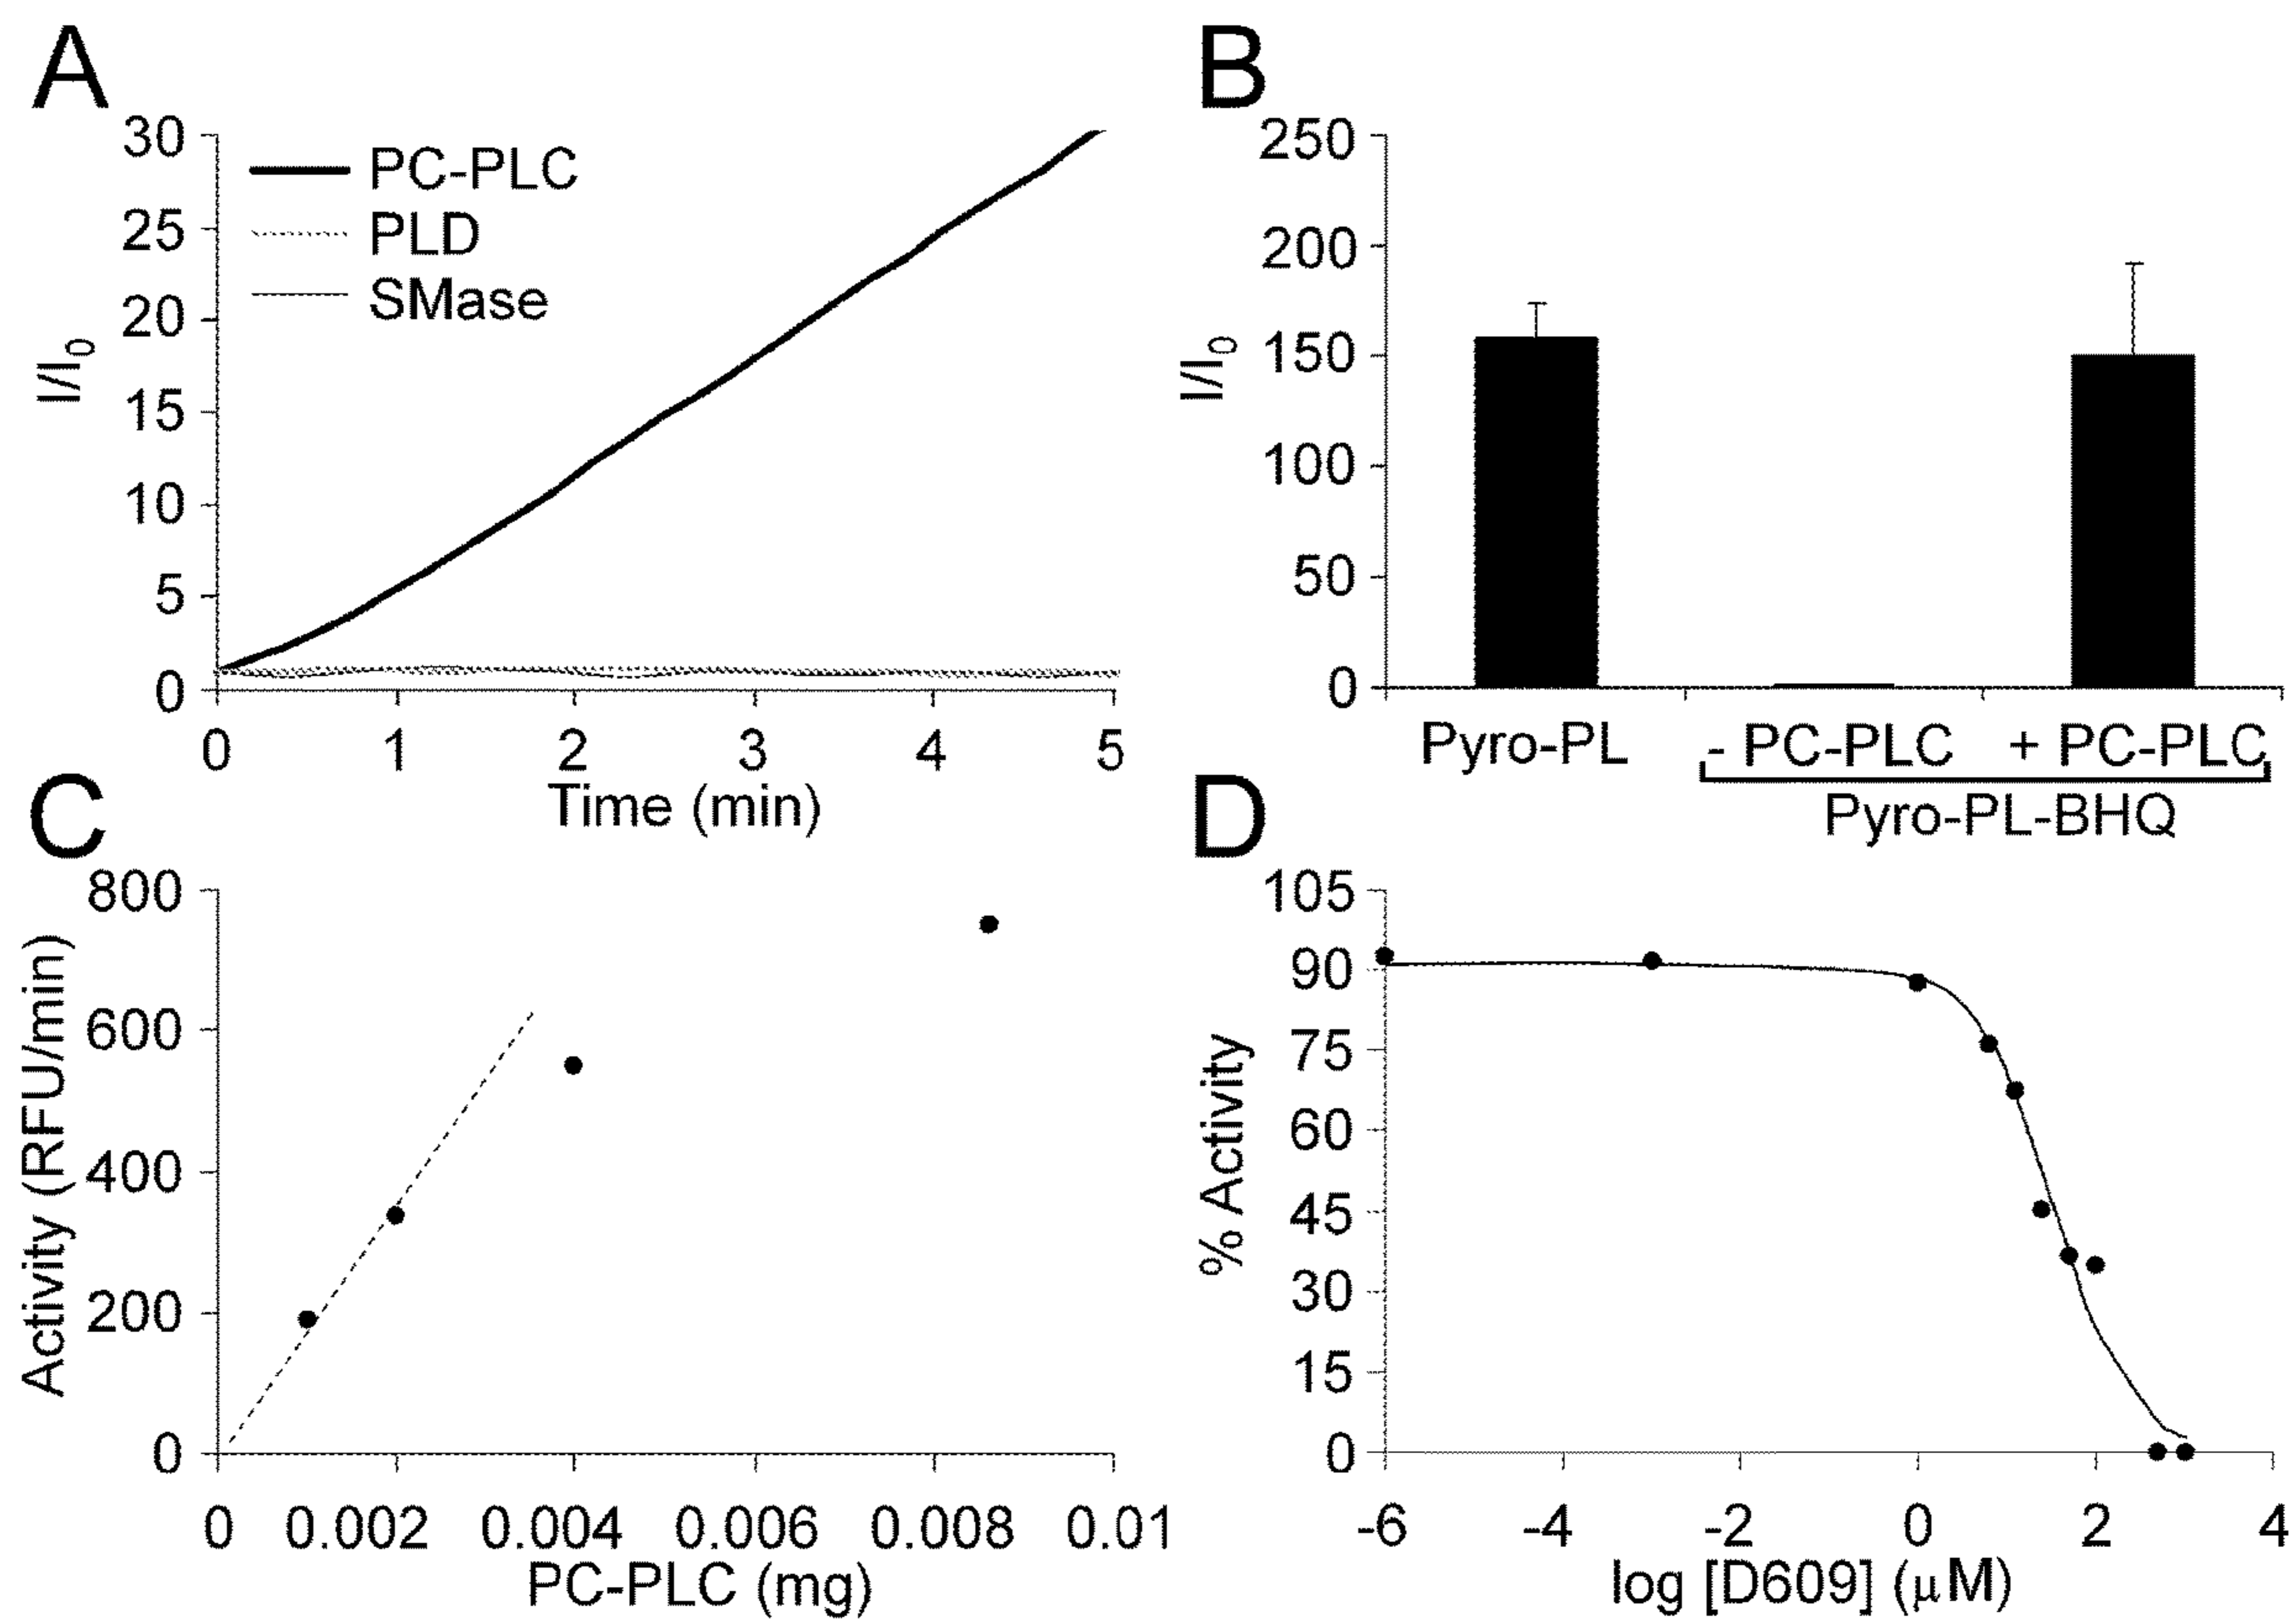 A
30
25
20
15
10
5
0
I/I0
PC-PLC
PLD
SMase
0 1 2 3 4 5
Time (min)
B
250
200
150
100
50
0
I/I0
Pyro-PL - PC-PLC + PC-PLC
Pyro-PL-BHQ
C
800
600
400
200
0
Activity (RFU/min)
0 0.002 0.004 0.006 0.008 0.01
PC-PLC (mg)
D
105
90
75
60
45
30
15
0
% Activity
-6 -4 -2 0 2 4
log [D609] (μM)